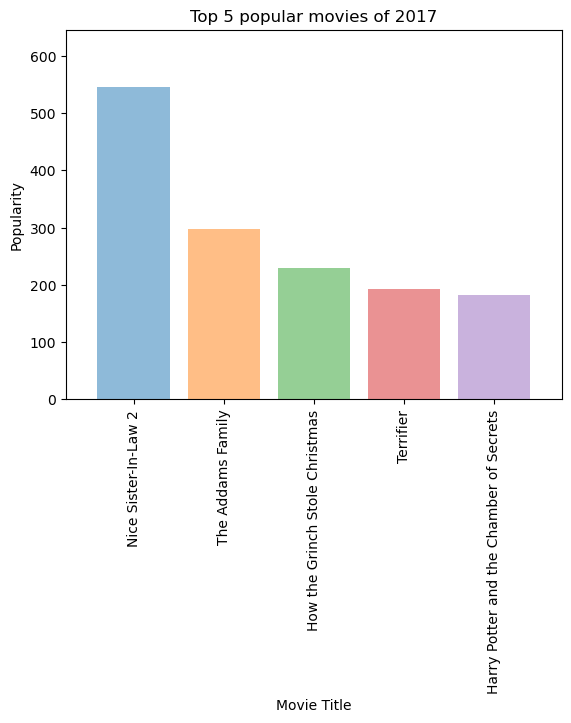 Top 5 popular movies of 2017
600
500
400
300
200
100
0
Popularity
Nice Sister-In-Law 2
The Addams Family
How the Grinch Stole Christmas
Terrifier
Harry Potter and the Chamber of Secrets
Movie Title